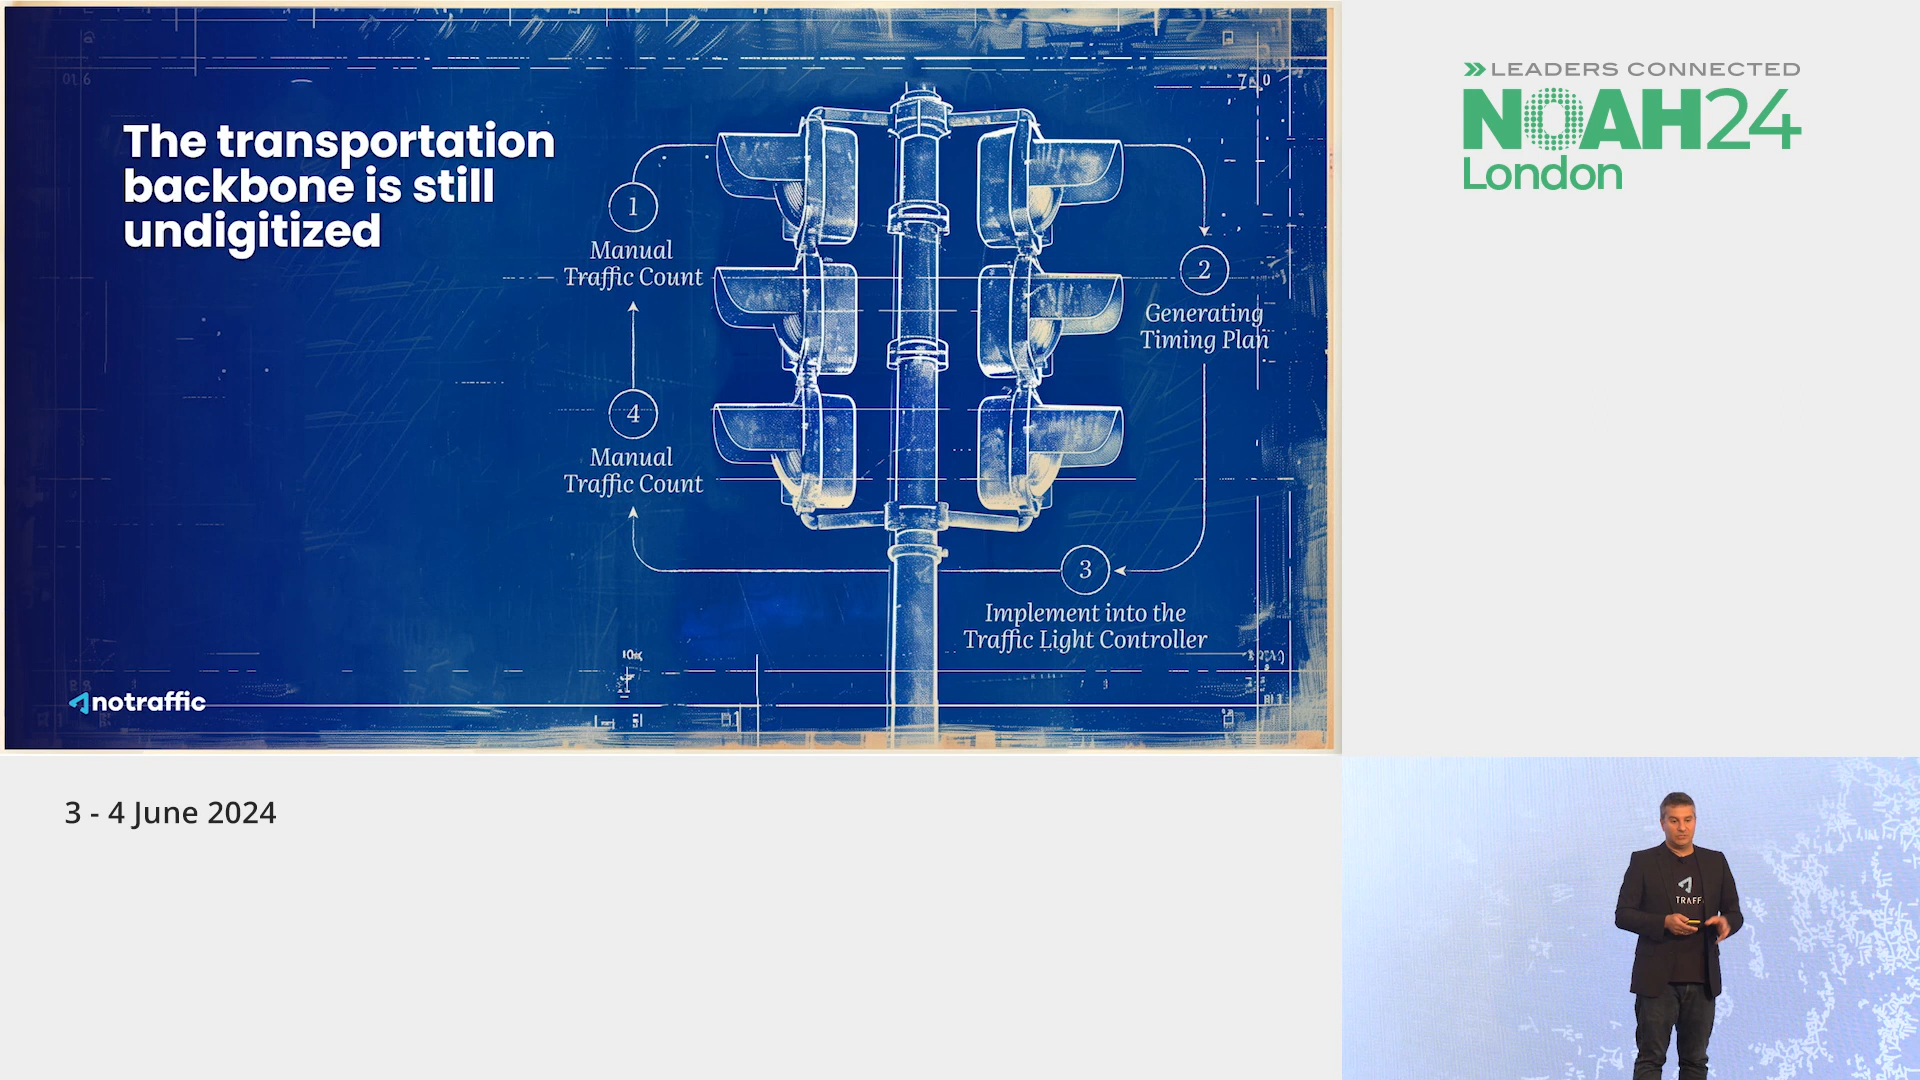 The transportation
backbone is still
undigitized
1
Manual
Traffic Count
2
Generating
Timing Plan
3
Implement into the
Traffic Light Controller
4
Manual
Traffic Count
notraffic
LEADERS CONNECTED
NOAH24
London
3 - 4 June 2024
TRAFF